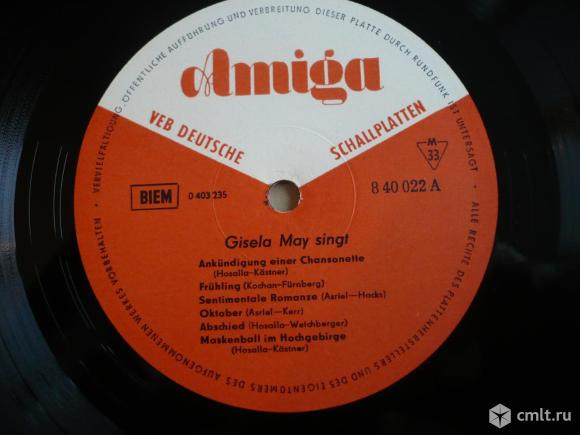 VERVIELFÄLTIGUNG, ÖFFENTLICHE AUFFÜHRUNG UND VERBREITUNG DIESER PLATTE DURCH RUNDFUNK IST UNTERSAGT · ALLE RECHTE DES PLATTENHERSTELLERS UND DES EIGENTÜMERS DES AUFGENOMMENEN WERKES VORBEHALTEN ·
Amiga
VEB DEUTSCHE SCHALLPLATTEN
M
33
BIEM
0 403 235
8 40 022 A
Gisela May singt
Ankündigung einer Chansonette
(Hosalla—Kästner)
Frühling (Kochan—Fürnberg)
Sentimentale Romanze (Asriel—Hacks)
Oktober (Asriel—Kerr)
Abschied (Hosalla—Weichberger)
Maskenball im Hochgebirge
(Hosalla—Kästner)
cmlt.ru